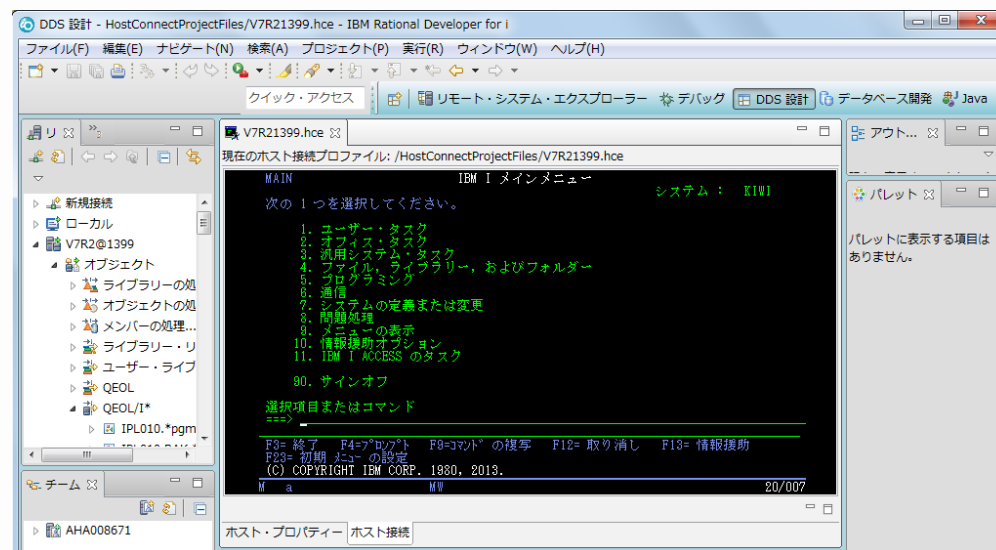 DDS 設計 - HostConnectProjectFiles/V7R21399.hce - IBM Rational Developer for i
ファイル(F) 編集(E) ナビゲート(N) 検索(A) プロジェクト(P) 実行(R) ウィンドウ(W) ヘルプ(H)
クイック・アクセス
リモート・システム・エクスプローラー デバッグ DDS 設計 データベース開発 Java
リ
新規接続
ローカル
V7R2@1399
オブジェクト
ライブラリーの処
オブジェクトの処
メンバーの処理...
ライブラリー・リ
ユーザー・ライブ
QEOL
QEOL/I*
IPL010.*pgm
チーム
AHA008671
V7R21399.hce
現在のホスト接続プロファイル: /HostConnectProjectFiles/V7R21399.hce
MAIN IBM I メインメニュー
システム : KIWI
次の 1 つを選択してください。
1. ユーザー・タスク
2. オフィス・タスク
3. 汎用システム・タスク
4. ファイル, ライブラリー, およびフォルダー
5. プログラミング
6. 通信
7. システムの定義または変更
8. 問題処理
9. メニューの表示
10. 情報援助オプション
11. IBM I ACCESS のタスク
90. サインオフ
選択項目またはコマンド
===>
F3= 終了 F4=プロンプト F9=コマンド の複写 F12= 取り消し F13= 情報援助
F23= 初期 メニュー の設定
(C) COPYRIGHT IBM CORP. 1980, 2013.
M a MW 20/007
ホスト・プロパティー ホスト接続
アウト...
パレット
パレットに表示する項目は
ありません。